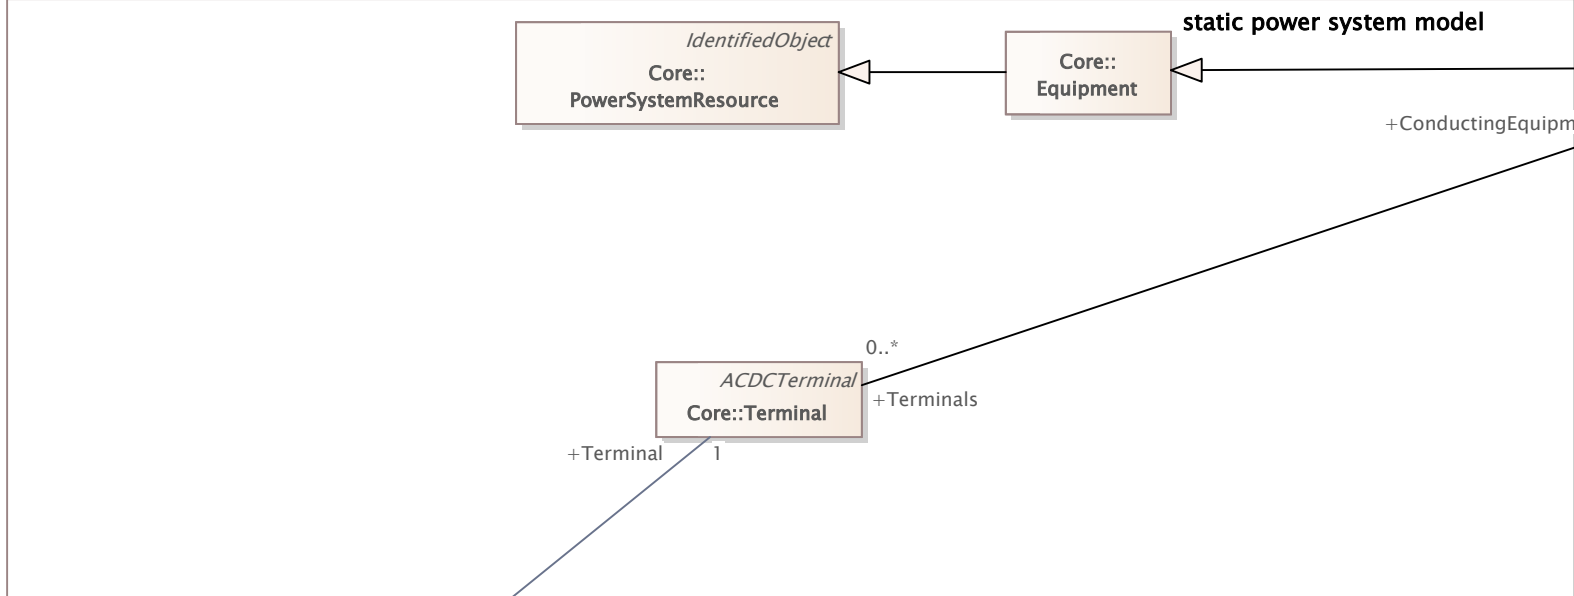 static power system model
IdentifiedObject
Core::
PowerSystemResource
Core::
Equipment
+ConductingEquipm
0..*
ACDCTerminal
Core::Terminal
+Terminals
+Terminal
1